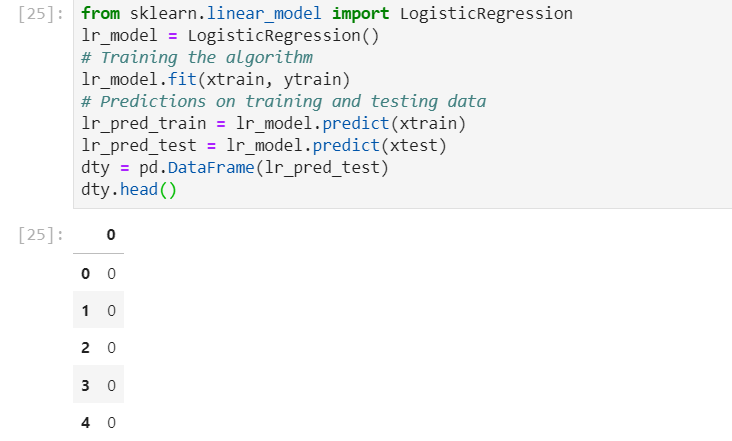 [25]: from sklearn.linear_model import LogisticRegression
lr_model = LogisticRegression()
# Training the algorithm
lr_model.fit(xtrain, ytrain)
# Predictions on training and testing data
lr_pred_train = lr_model.predict(xtrain)
lr_pred_test = lr_model.predict(xtest)
dty = pd.DataFrame(lr_pred_test)
dty.head()
[25]: 0
0 0
1 0
2 0
3 0
4 0